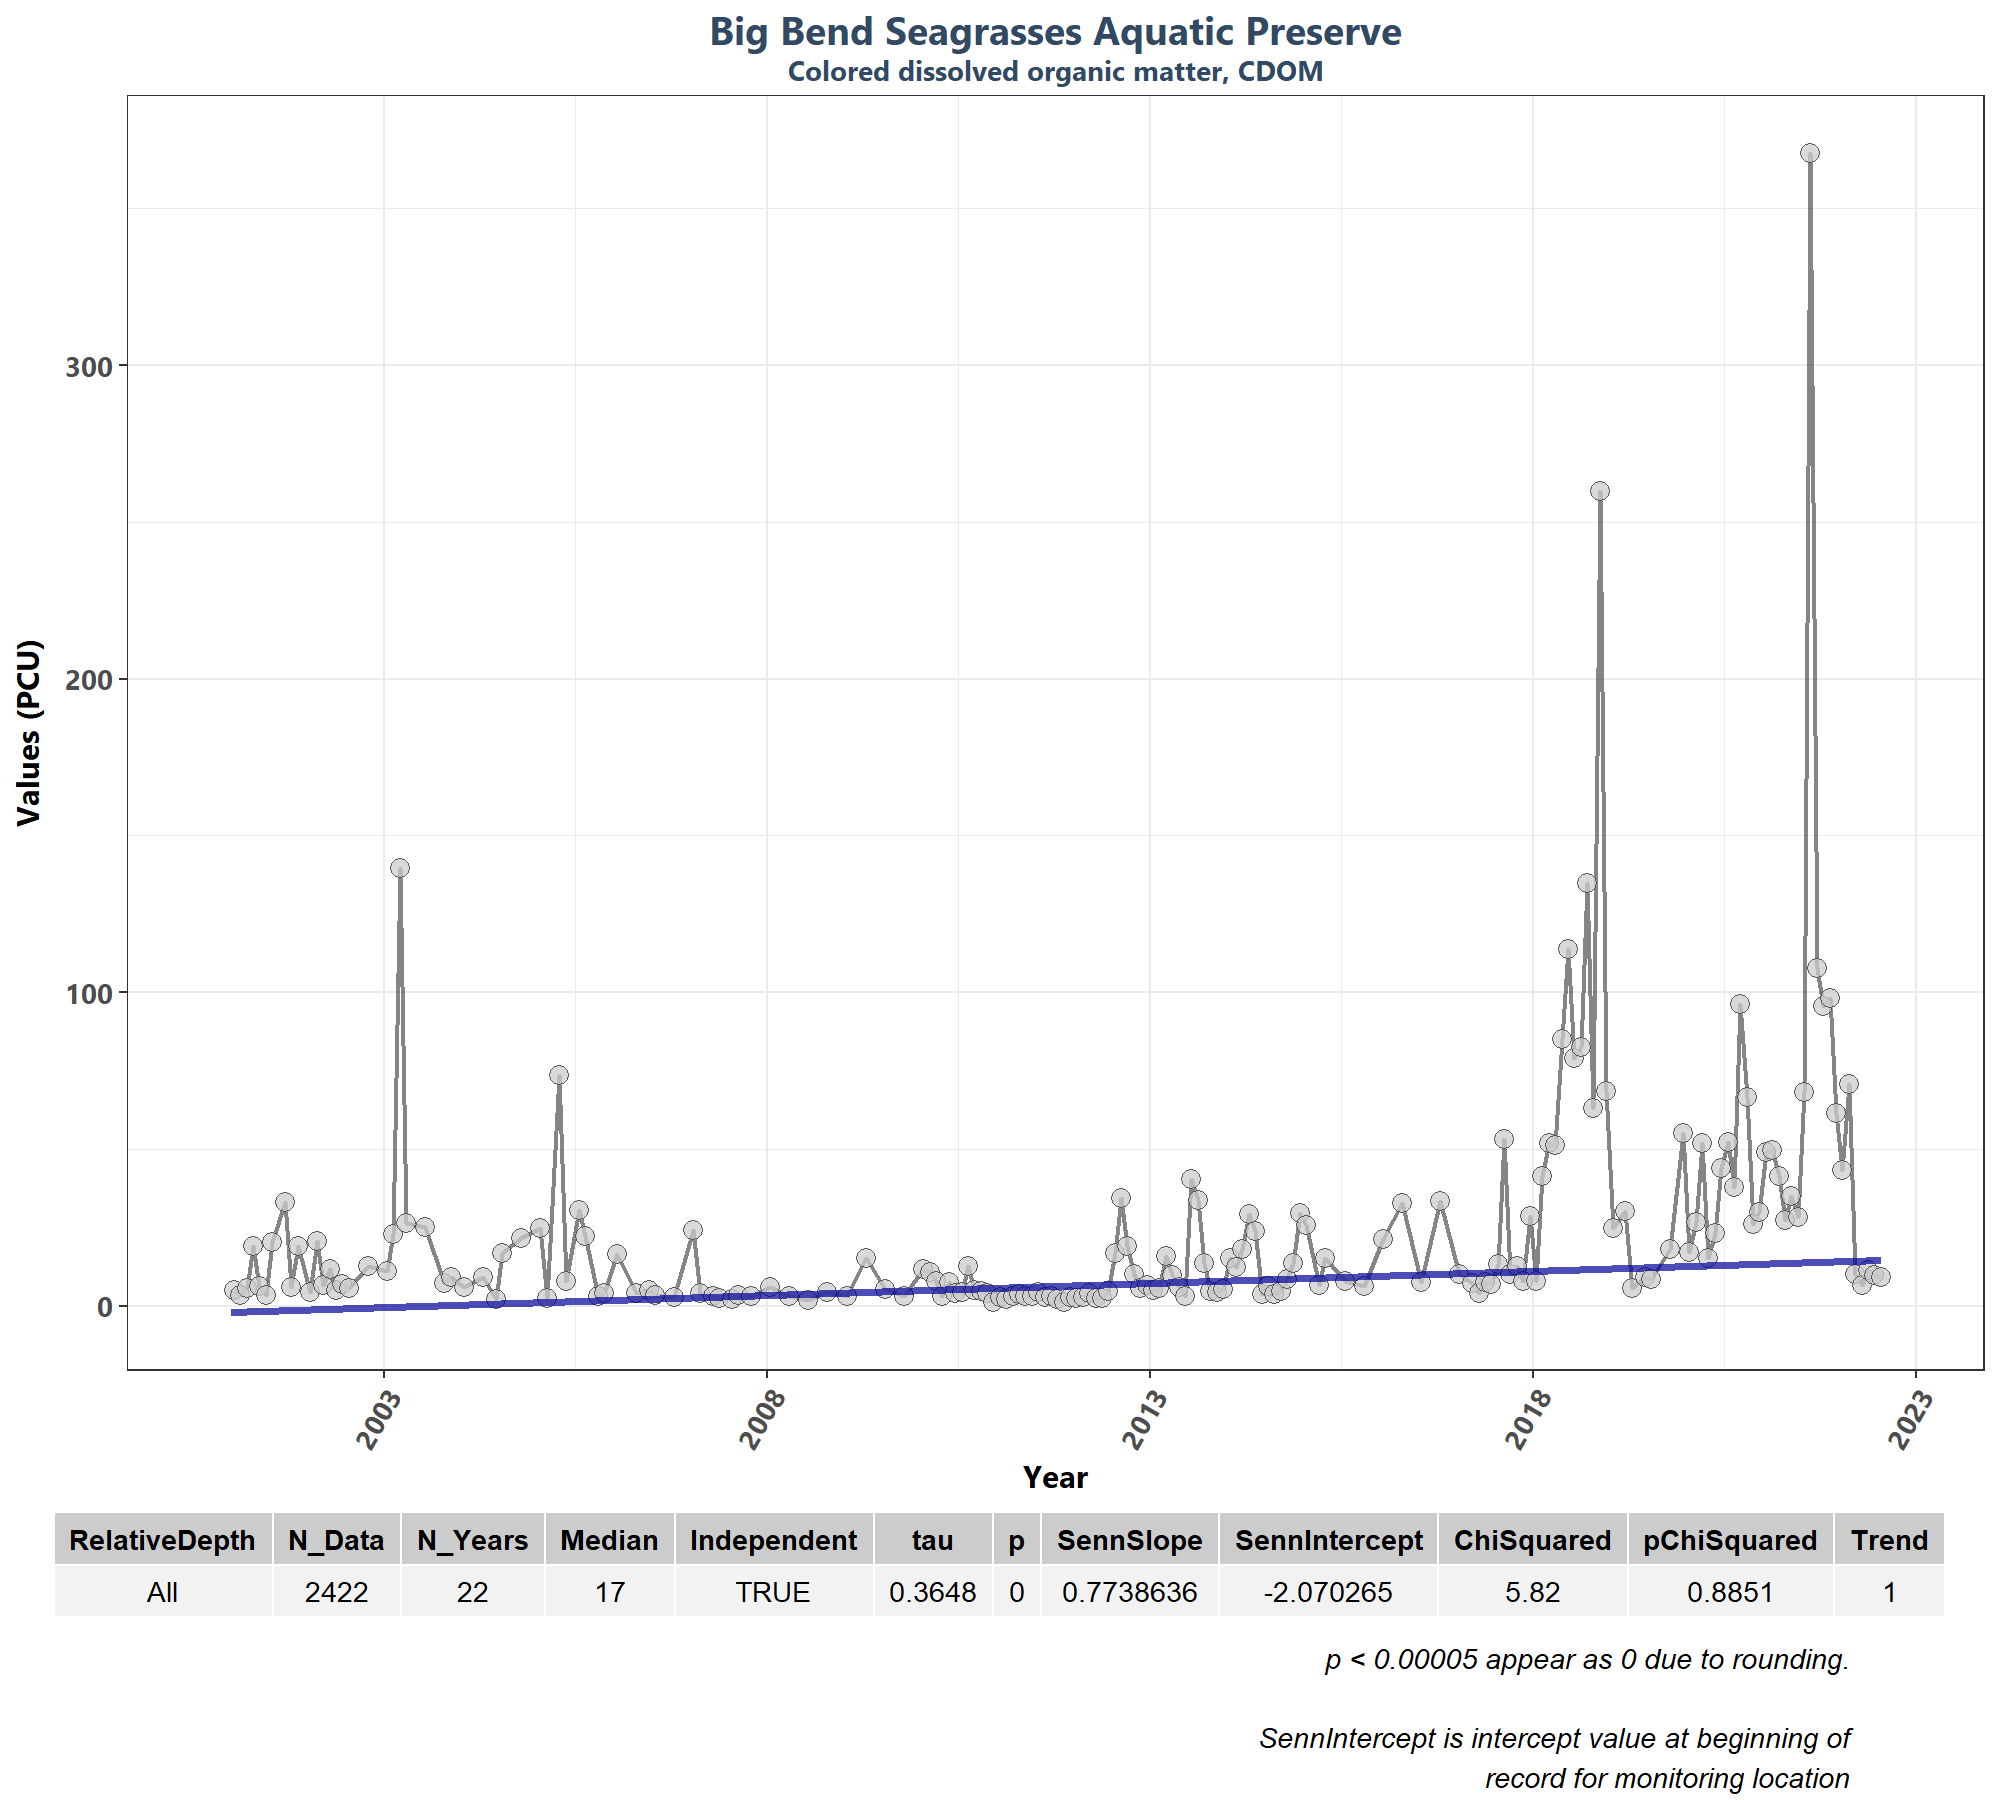 Big Bend Seagrasses Aquatic Preserve
Colored dissolved organic matter, CDOM
Values (PCU)
300
200
100
0
2003
2008
2013
2018
2023
Year
RelativeDepth N_Data N_Years Median Independent tau p SennSlope SennIntercept ChiSquared pChiSquared Trend
All 2422 22 17 TRUE 0.3648 0 0.7738636 -2.070265 5.82 0.8851 1
p < 0.00005 appear as 0 due to rounding.
SennIntercept is intercept value at beginning of
record for monitoring location